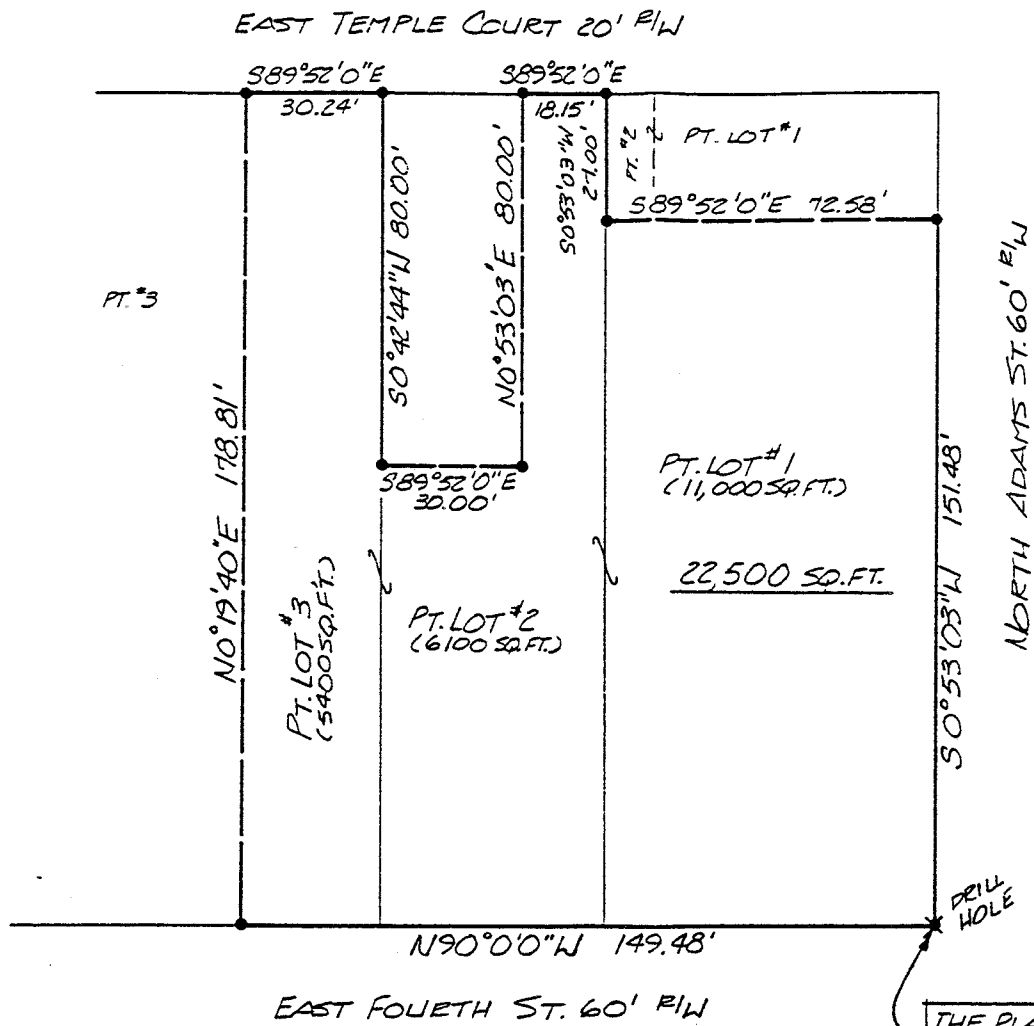 EAST TEMPLE COURT 20' R/W
S89°52'0"E
30.24'
S89°52'0"E
18.15'
S0°53'03"W
27.00'
PT. #2
PT. LOT #1
S89°52'0"E 72.58'
S0°42'44"W 80.00'
N0°53'03"E 80.00'
PT. #3
N0°19'40"E 178.81'
S89°52'0"E
30.00'
PT. LOT #1
(11,000 SQ.FT.)
22,500 SQ.FT.
PT. LOT #2
(6100 SQ.FT.)
PT. LOT #3
(5400 SQ.FT.)
S0°53'03"W 151.48'
NORTH ADAMS ST. 60' R/W
DRILL
HOLE
N90°0'0"W 149.48'
EAST FOURTH ST. 60' R/W